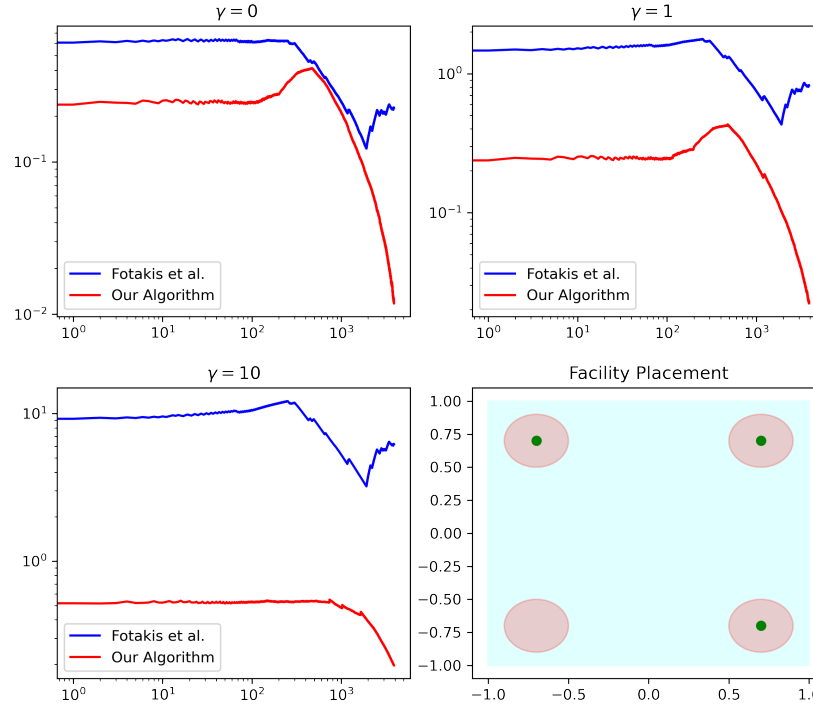 γ = 0
10⁻¹
10⁻²
Fotakis et al.
Our Algorithm
10⁰ 10¹ 10² 10³
γ = 1
10⁰
10⁻¹
Fotakis et al.
Our Algorithm
10⁰ 10¹ 10² 10³
γ = 10
10¹
10⁰
Fotakis et al.
Our Algorithm
10⁰ 10¹ 10² 10³
Facility Placement
1.00
0.75
0.50
0.25
0.00
−0.25
−0.50
−0.75
−1.00
−1.0 −0.5 0.0 0.5 1.0